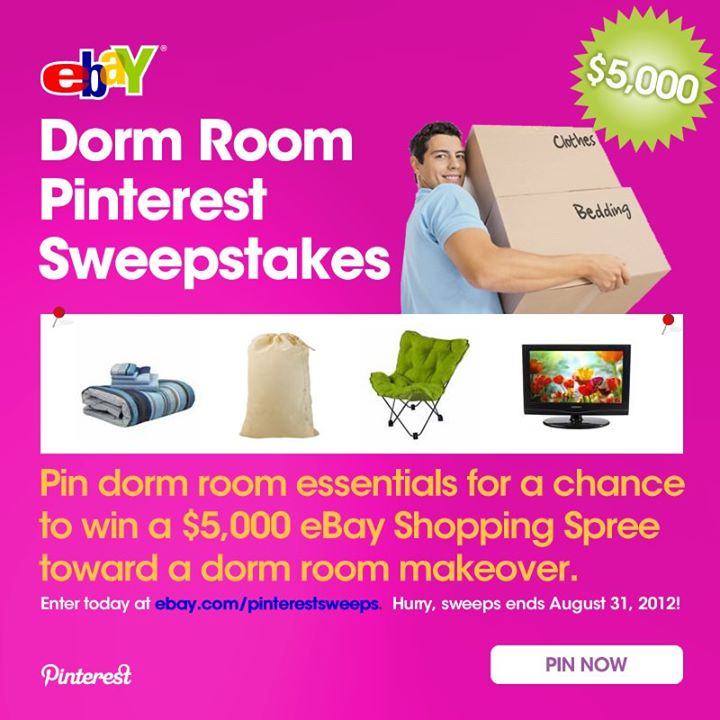 ebay®
$5,000
Dorm Room
Pinterest
Sweepstakes
Clothes
Bedding
Pin dorm room essentials for a chance
to win a $5,000 eBay Shopping Spree
toward a dorm room makeover.
Enter today at ebay.com/pinterestsweeps. Hurry, sweeps ends August 31, 2012!
Pinterest
PIN NOW